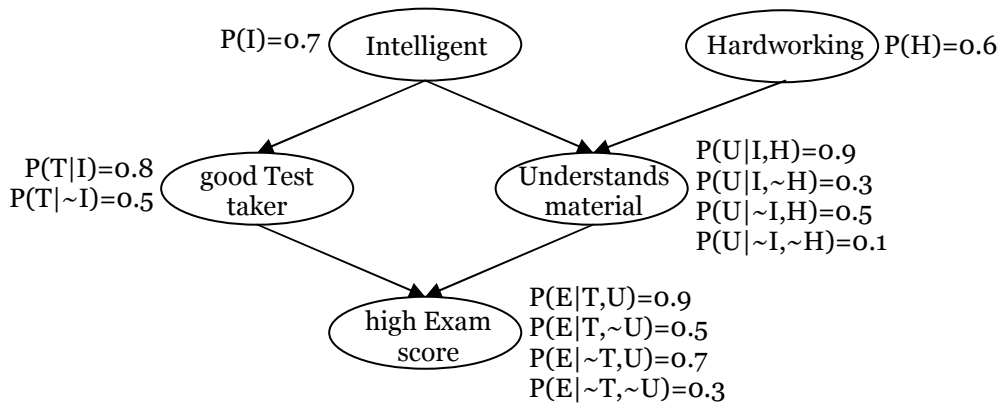 P(I)=0.7
Intelligent
Hardworking
P(H)=0.6
P(T|I)=0.8
P(T|~I)=0.5
good Test
taker
Understands
material
P(U|I,H)=0.9
P(U|I,~H)=0.3
P(U|~I,H)=0.5
P(U|~I,~H)=0.1
high Exam
score
P(E|T,U)=0.9
P(E|T,~U)=0.5
P(E|~T,U)=0.7
P(E|~T,~U)=0.3